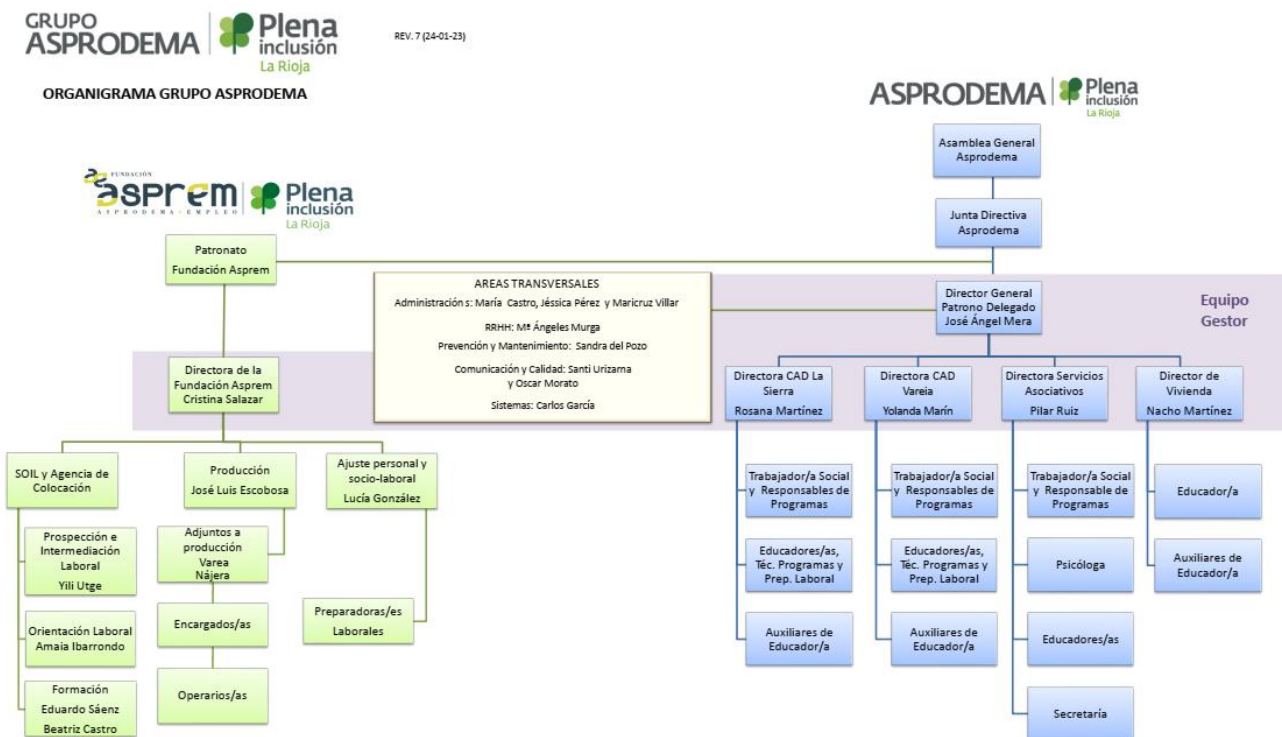 GRUPO
ASPRODEMA
Plena
inclusión
La Rioja
REV. 7 (24-01-23)
ORGANIGRAMA GRUPO ASPRODEMA
ASPRODEMA
Plena
inclusión
La Rioja
Asamblea General
Asprodema
Junta Directiva
Asprodema
FUNDACIÓN
asprem
ASPRODEMA-EMPLEO
Plena
inclusión
La Rioja
Patronato
Fundación Asprem
AREAS TRANSVERSALES
Administración s: María Castro, Jéssica Pérez y Maricruz Villar
RRHH: Mª Ángeles Murga
Prevención y Mantenimiento: Sandra del Pozo
Comunicación y Calidad: Santi Urizarna
y Oscar Morato
Sistemas: Carlos García
Director General
Patrono Delegado
José Ángel Mera
Equipo
Gestor
Directora de la
Fundación Asprem
Cristina Salazar
Directora CAD La
Sierra
Rosana Martínez
Directora CAD
Vareia
Yolanda Marín
Directora Servicios
Asociativos
Pilar Ruiz
Director de
Vivienda
Nacho Martínez
SOIL y Agencia de
Colocación
Producción
José Luis Escobosa
Ajuste personal y
socio-laboral
Lucía González
Prospección e
Intermediación
Laboral
Yili Utge
Orientación Laboral
Amaia Ibarrondo
Formación
Eduardo Sáenz
Beatriz Castro
Adjuntos a
producción
Varea
Nájera
Encargados/as
Operarios/as
Preparadoras/es
Laborales
Trabajador/a Social
y Responsables de
Programas
Educadores/as,
Téc. Programas y
Prep. Laboral
Auxiliares de
Educador/a
Trabajador/a Social
y Responsables de
Programas
Educadores/as,
Téc. Programas y
Prep. Laboral
Auxiliares de
Educador/a
Trabajador/a Social
y Responsables de
Programas
Psicóloga
Educadores/as
Secretaría
Educador/a
Auxiliares de
Educador/a